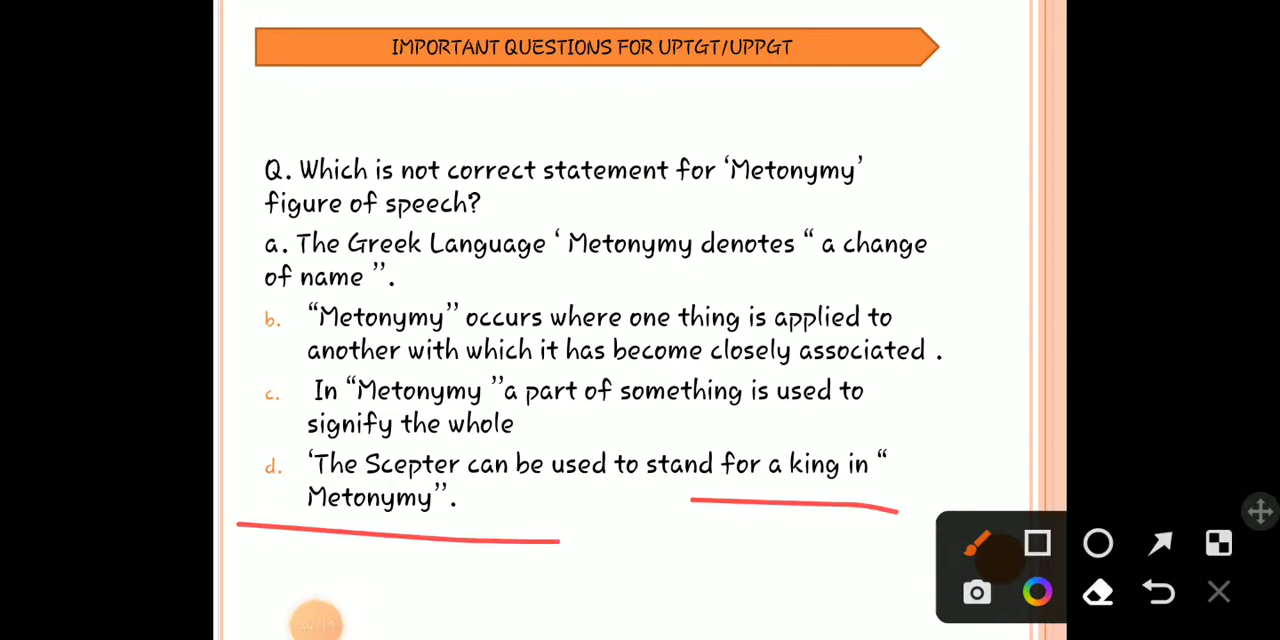 IMPORTANT QUESTIONS FOR UPTGT/UPPGT
Q. Which is not correct statement for ‘Metonymy’
figure of speech?
a. The Greek Language ‘ Metonymy denotes “ a change
of name ”.
b. “Metonymy” occurs where one thing is applied to
another with which it has become closely associated .
c. In “Metonymy ”a part of something is used to
signify the whole
d. ‘The Scepter can be used to stand for a king in “
Metonymy”.